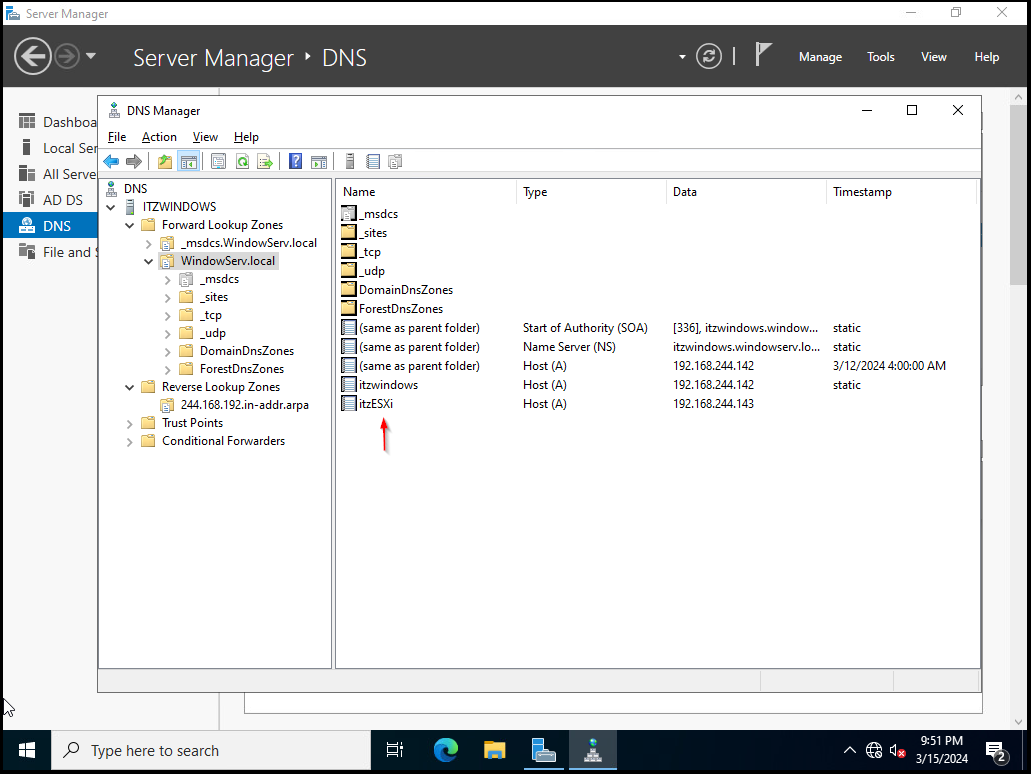 Server Manager
Server Manager ‣ DNS
Manage Tools View Help
Dashboa
Local Ser
All Serve
AD DS
DNS
File and S
DNS Manager
File Action View Help
DNS
ITZWINDOWS
Forward Lookup Zones
_msdcs.WindowServ.local
WindowServ.local
_msdcs
_sites
_tcp
_udp
DomainDnsZones
ForestDnsZones
Reverse Lookup Zones
244.168.192.in-addr.arpa
Trust Points
Conditional Forwarders
Name Type Data Timestamp
_msdcs
_sites
_tcp
_udp
DomainDnsZones
ForestDnsZones
(same as parent folder) Start of Authority (SOA) [336], itzwindows.window... static
(same as parent folder) Name Server (NS) itzwindows.windowserv.lo... static
(same as parent folder) Host (A) 192.168.244.142 3/12/2024 4:00:00 AM
itzwindows Host (A) 192.168.244.142 static
itzESXi Host (A) 192.168.244.143
Type here to search
9:51 PM
3/15/2024
2